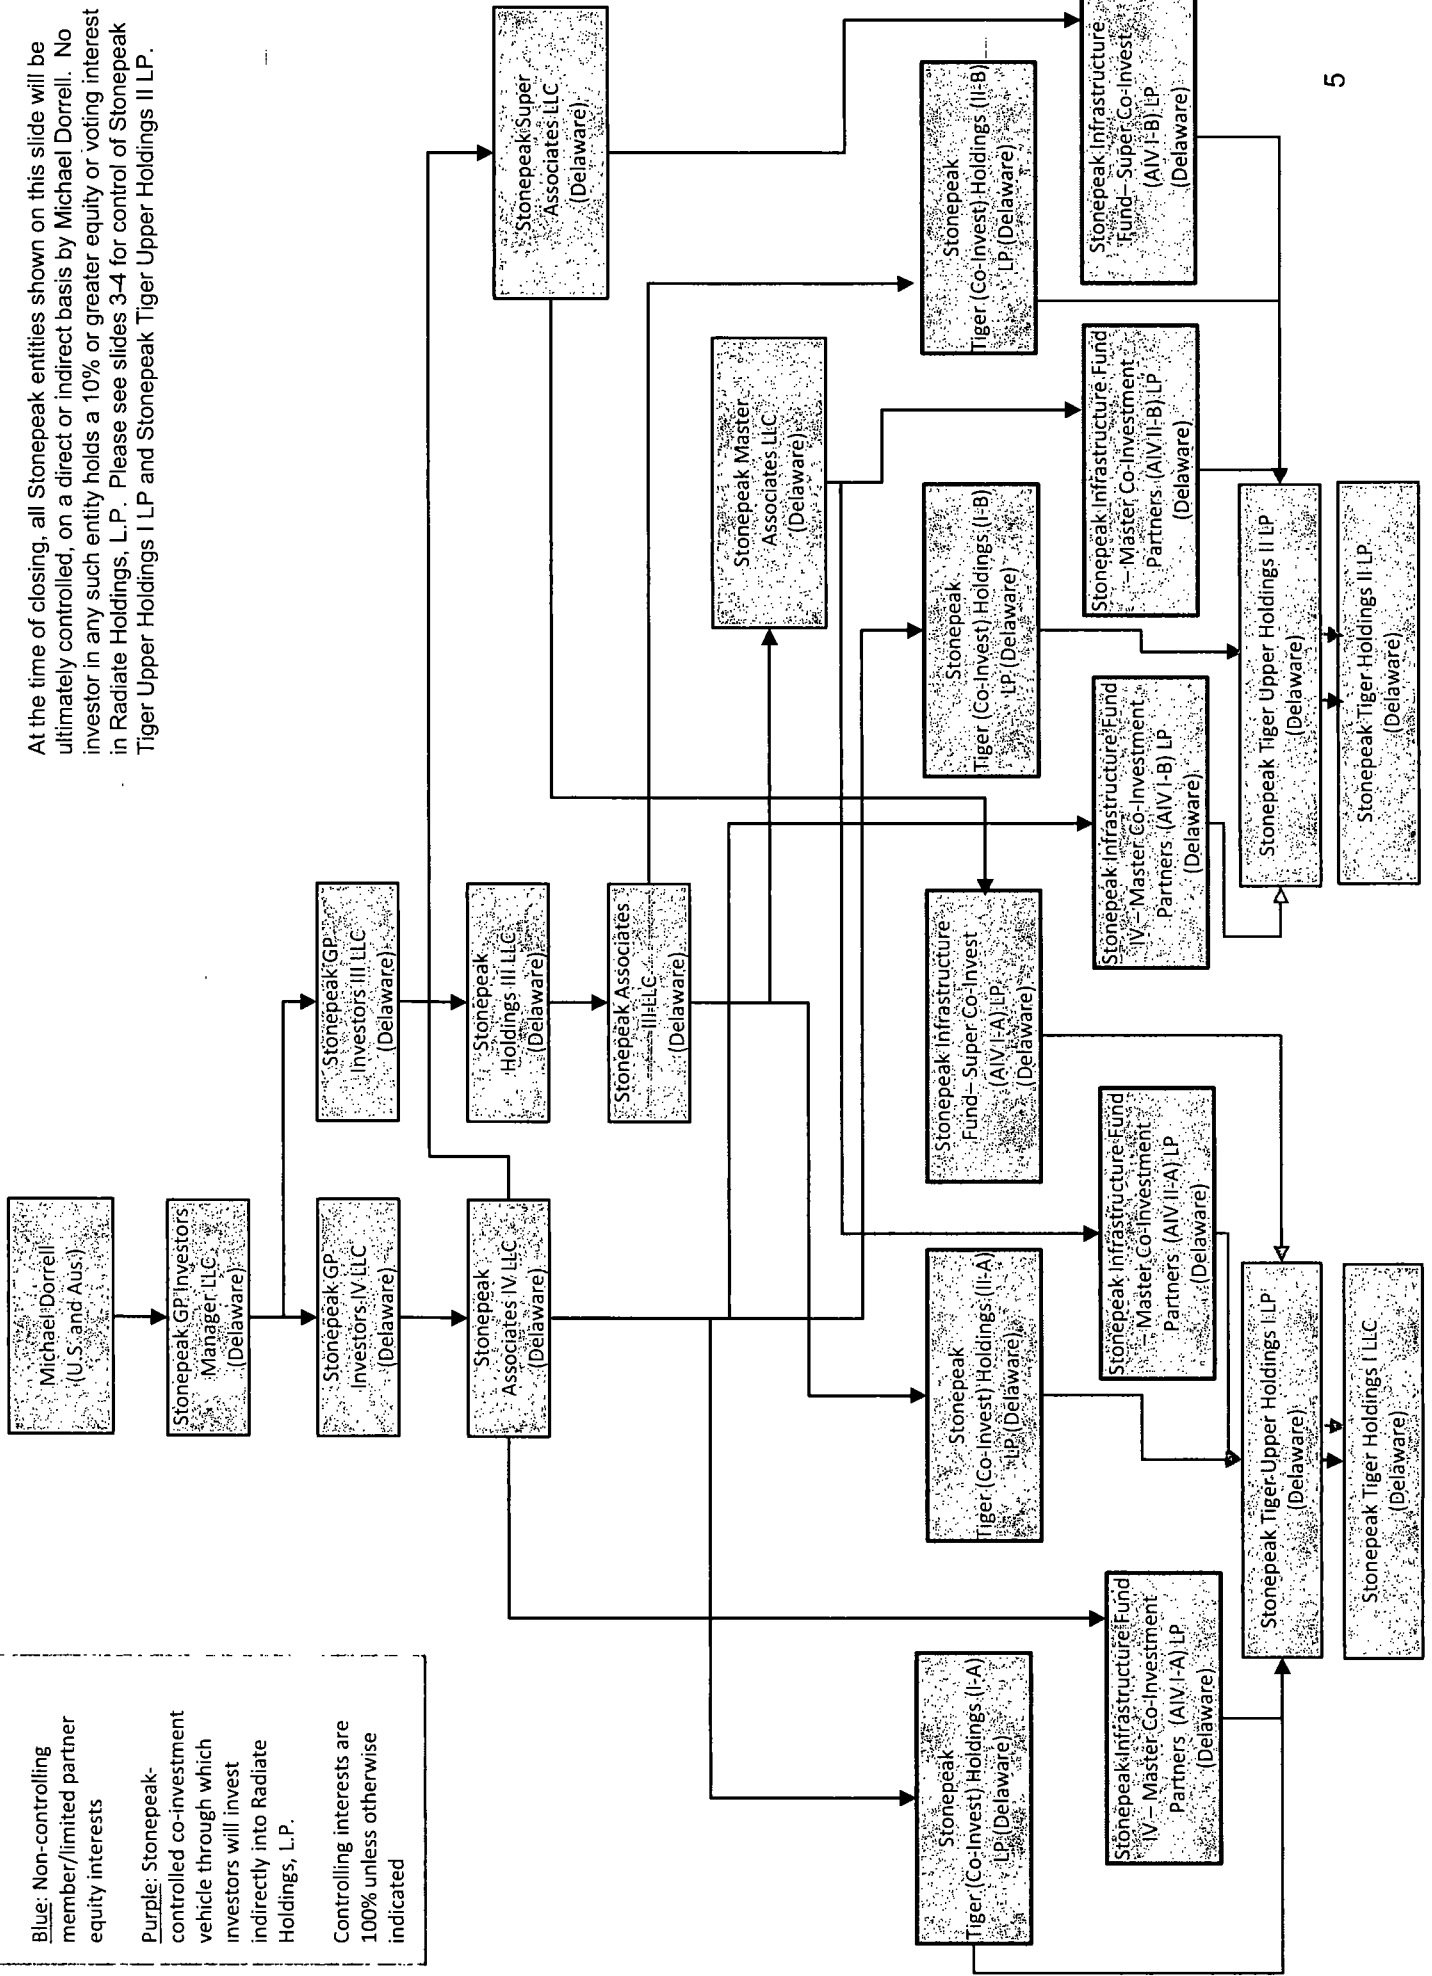 At the time of closing, all Stonepeak entities shown on this slide will be
ultimately controlled, on a direct or indirect basis by Michael Dorrell. No
investor in any such entity holds a 10% or greater equity or voting interest
in Radiate Holdings, L.P. Please see slides 3-4 for control of Stonepeak
Tiger Upper Holdings I LP and Stonepeak Tiger Upper Holdings II LP.
Blue: Non-controlling
member/limited partner
equity interests
Purple: Stonepeak-
controlled co-investment
vehicle through which
investors will invest
indirectly into Radiate
Holdings, L.P.
Controlling interests are
100% unless otherwise
indicated
Michael Dorrell
(U.S. and Aus.)
Stonepeak GP Investors
Manager LLC
(Delaware)
Stonepeak GP
Investors IV LLC
(Delaware)
Stonepeak GP
Investors III LLC
(Delaware)
Stonepeak
Associates IV LLC
(Delaware)
Stonepeak
Holdings III LLC
(Delaware)
Stonepeak Super
Associates LLC
(Delaware)
Stonepeak Associates
III LLC
(Delaware)
Stonepeak Master
Associates LLC
(Delaware)
Stonepeak
Tiger (Co-Invest) Holdings (I-A)
LP (Delaware)
Stonepeak
Tiger (Co-Invest) Holdings (II-A)
LP (Delaware)
Stonepeak Infrastructure
Fund – Super Co-Invest
(AIV I-A) LP
(Delaware)
Stonepeak
Tiger (Co-Invest) Holdings (I-B)
LP (Delaware)
Stonepeak
Tiger (Co-Invest) Holdings (II-B)
LP (Delaware)
Stonepeak Infrastructure Fund
IV – Master Co-Investment
Partners (AIV I-A) LP
(Delaware)
Stonepeak Infrastructure Fund
– Master Co-Investment
Partners (AIV II-A) LP
(Delaware)
Stonepeak Infrastructure Fund
IV – Master Co-Investment
Partners (AIV I-B) LP
(Delaware)
Stonepeak Infrastructure Fund
– Master Co-Investment
Partners (AIV II-B) LP
(Delaware)
Stonepeak Infrastructure
Fund – Super Co-Invest
(AIV I-B) LP
(Delaware)
Stonepeak Tiger Upper Holdings I LP
(Delaware)
Stonepeak Tiger Upper Holdings II LP
(Delaware)
Stonepeak Tiger Holdings I LLC
(Delaware)
Stonepeak Tiger Holdings II LP
(Delaware)
5